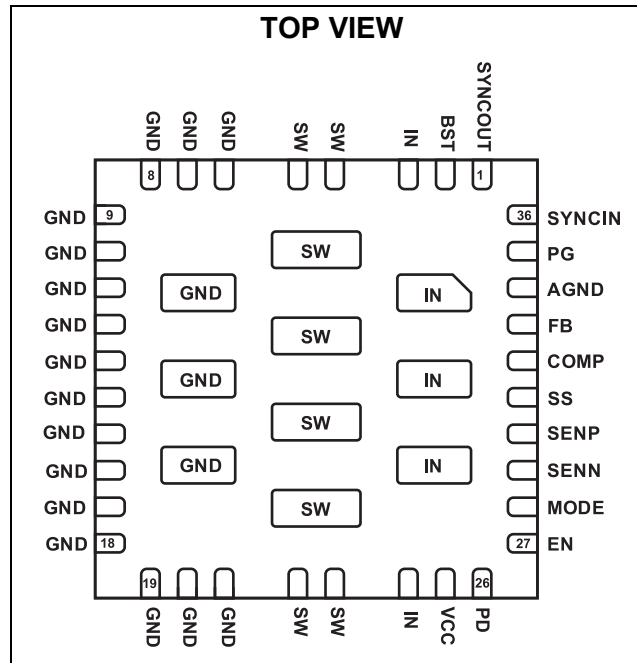 TOP VIEW
GND
GND
GND
SW
SW
IN
BST
SYNCOUT
8
1
GND
9
36
SYNCIN
GND
SW
PG
GND
GND
IN
AGND
GND
SW
FB
GND
GND
IN
COMP
GND
SS
GND
SW
SENP
GND
GND
IN
SENN
GND
SW
MODE
GND
18
27
EN
19
26
GND
GND
GND
SW
SW
IN
VCC
PD